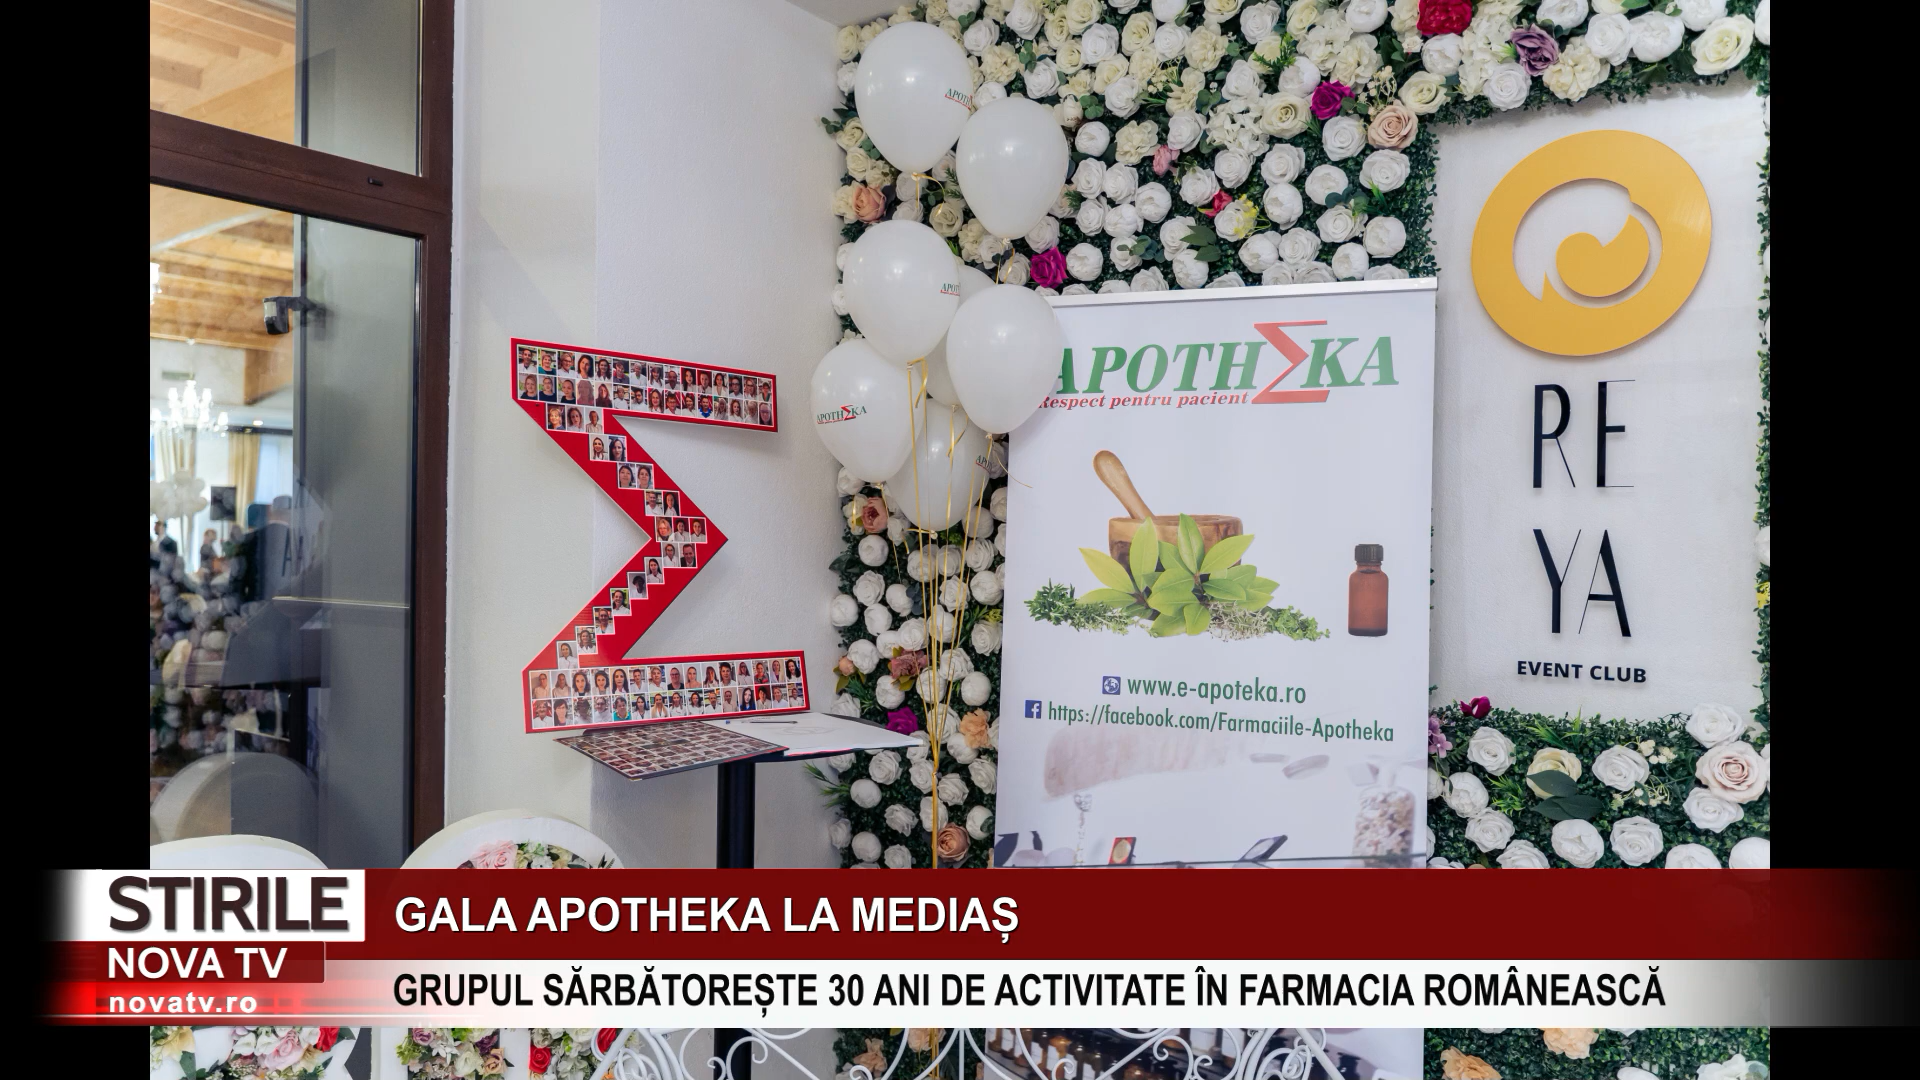 APOTHΣKA
APOTHΣKA
Respect pentru pacient
www.e-apoteka.ro
https://facebook.com/Farmaciile-Apotheka
RE
YA
EVENT CLUB
STIRILE
NOVA TV
novatv.ro
GALA APOTHEKA LA MEDIAȘ
GRUPUL SĂRBĂTOREȘTE 30 ANI DE ACTIVITATE ÎN FARMACIA ROMÂNEASCĂ